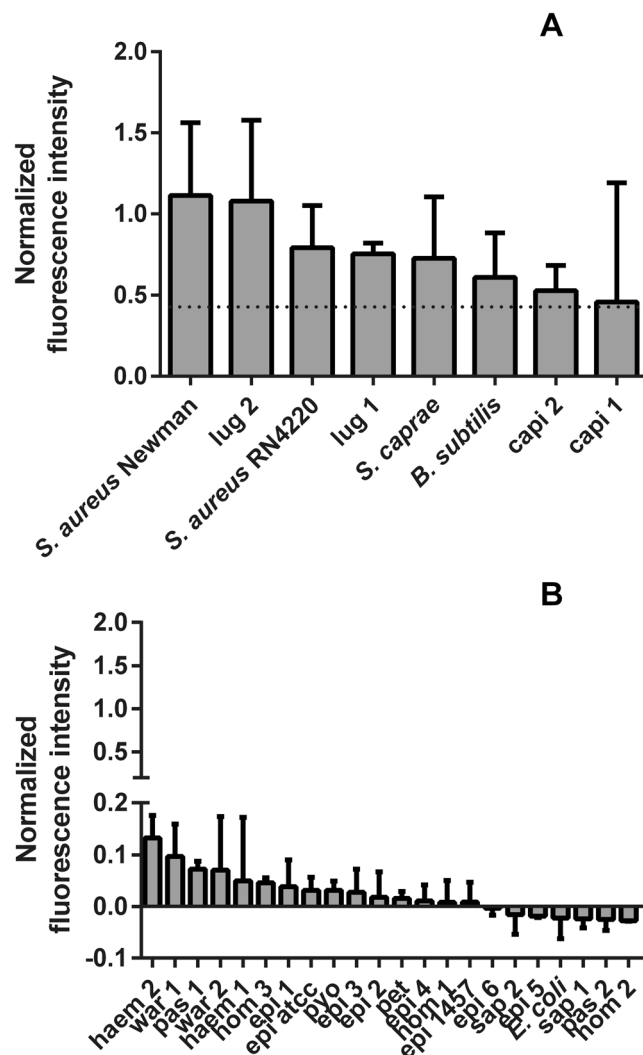 A
Normalized
fluorescence intensity
2.0
1.5
1.0
0.5
0.0
S. aureus Newman
lug 2
S. aureus RN4220
lug 1
S. caprae
B. subtilis
capi 2
capi 1
B
Normalized
fluorescence intensity
2.0
1.5
1.0
0.5
0.2
0.1
0.0
-0.1
haem 2
war 1
pas 1
war 2
haem 1
hom 3
epi 1
epi atcc
pyo
epi 3
epi 2
pet
epi 4
hom 1
epi 1457
epi 6
sap 2
epi 5
E. coli
sap 1
pas 2
hom 2